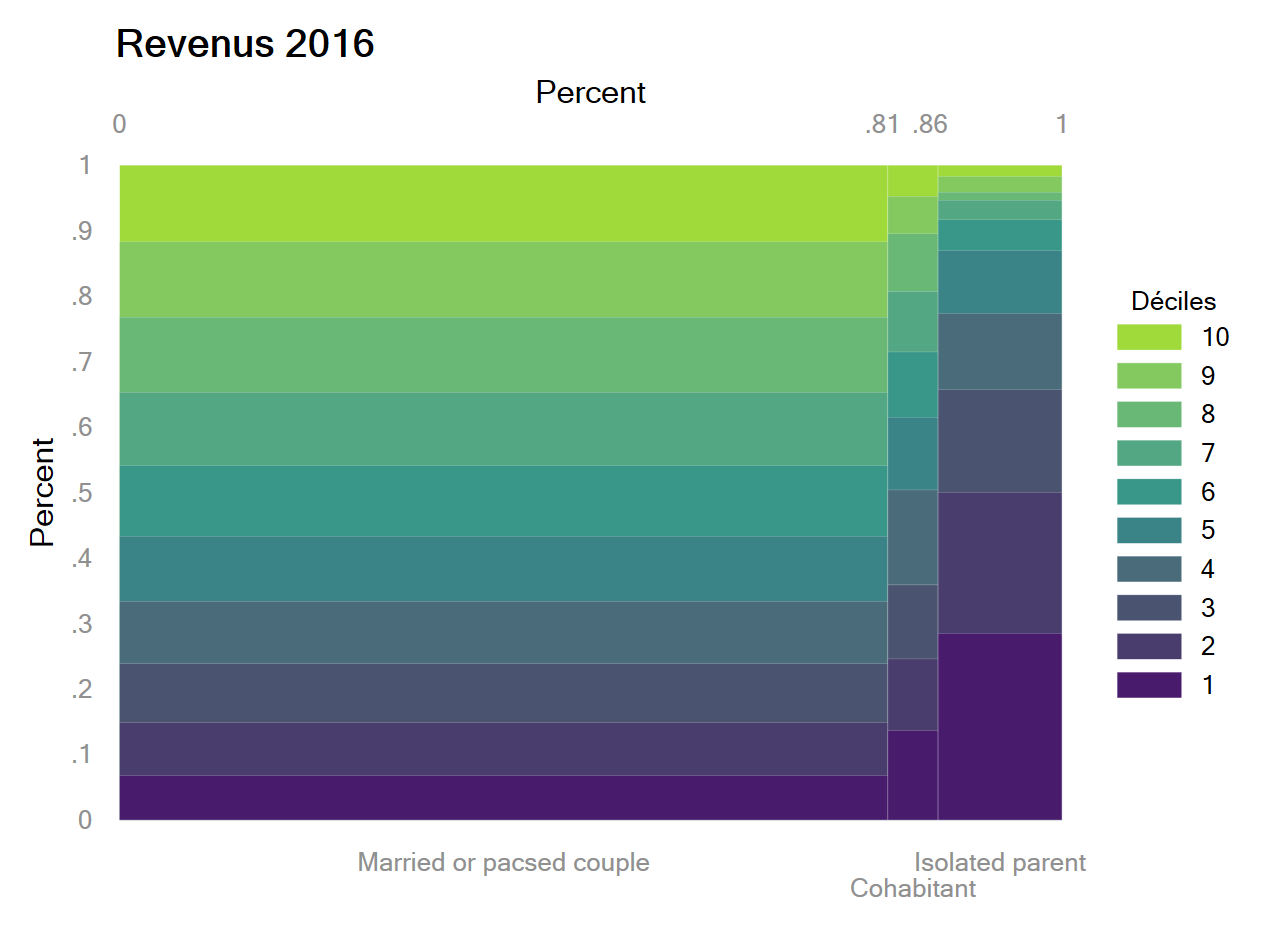 Revenus 2016
Percent
0 .81 .86 1
1
.9
.8
.7
.6
.5
.4
.3
.2
.1
0
Percent
Married or pacsed couple
Cohabitant
Isolated parent
Déciles
10
9
8
7
6
5
4
3
2
1